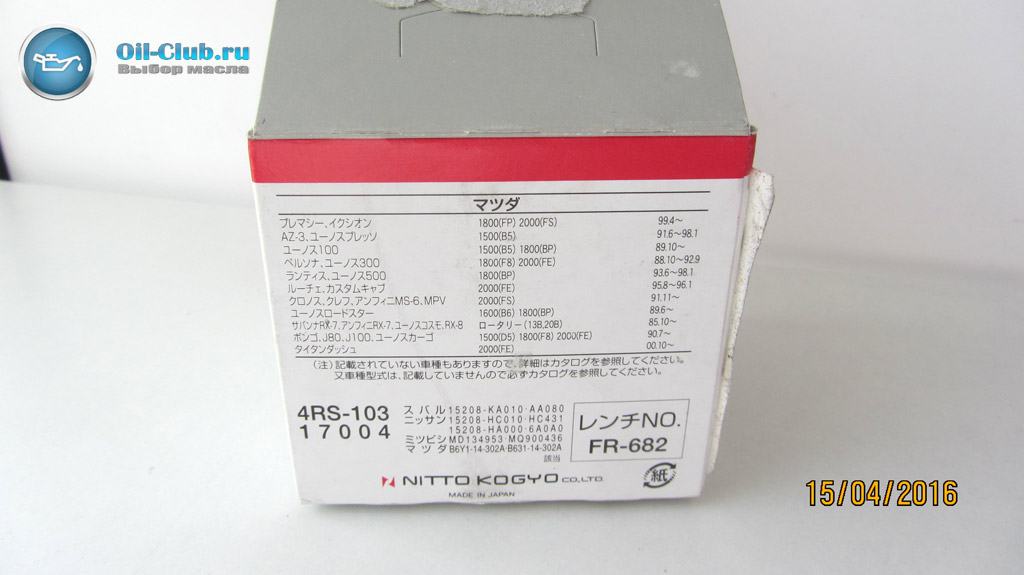 Oil-Club.ru
Выбор масла
マツダ
プレマシー、イクシオン 1800(FP) 2000(FS) 99.4～
AZ-3、ユーノスプレッソ 1500(B5) 91.6～98.1
ユーノス100 1500(B5) 1800(BP) 89.10～
ペルソナ、ユーノス300 1800(F8) 2000(FE) 88.10～92.9
ランティス、ユーノス500 1800(BP) 93.6～98.1
ルーチェ、カスタムキャブ 2000(FE) 95.8～96.1
クロノス、クレフ、アンフィニMS-6、MPV 2000(FS) 91.11～
ユーノスロードスター 1600(B6) 1800(BP) 89.6～
サバンナRX-7、アンフィニRX-7、ユーノスコスモ、RX-8 ロータリー(13B,20B) 85.10～
ボンゴ、J80、J100、ユーノスカーゴ 1500(D5) 1800(F8) 2000(FE) 90.7～
タイタンダッシュ 2000(FE) 00.10～
(注)記載されていない車種もありますので、詳細はカタログを参照してください。
又車種型式は、記載していませんので必ずカタログを参照してください。
4RS-103
17004
スバル 15208-KA010・AA080
ニッサン 15208-HC010・HC431
15208-HA000・6A0A0
ミツビシ MD134953・MQ900436
マツダ B6Y1-14-302A・B631-14-302A
該当
レンチNO.
FR-682
NITTO KOGYO CO.,LTD.
MADE IN JAPAN
紙
15/04/2016